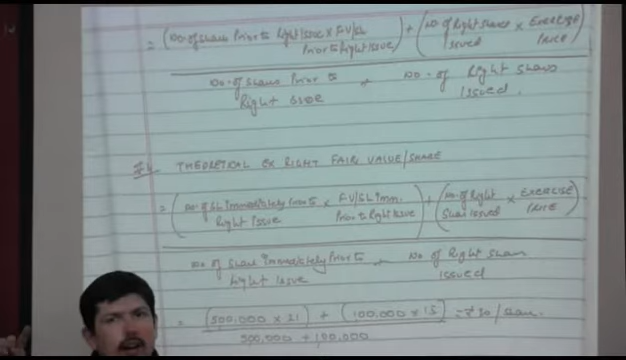 = (No. of Shares Prior to Right Issue × FV/Sh Prior to Right Issue) + (No. of Right Shares Issued × Exercise Price)
No. of Shares Prior to Right Issue + No. of Right Shares Issued.
THEORETICAL EX RIGHT FAIR VALUE/SHARE
= (No. of Sh Immediately Prior to Right Issue × FV/Sh Imm. Prior to Right Issue) + (No. of Right Shares Issued × EXERCISE PRICE)
No. of Share Immediately Prior to Right Issue + No of Right Shares Issued
= (500,000 × 21) + (100,000 × 15) = ₹ 20/Share.
500,000 + 100,000